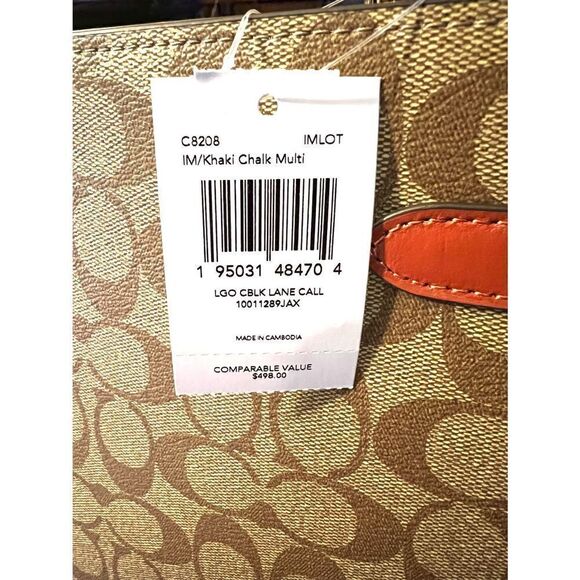 C8208 IMLOT
IM/Khaki Chalk Multi
1 95031 48470 4
LGO CBLK LANE CALL
10011289JAX
MADE IN CAMBODIA
COMPARABLE VALUE
$498.00